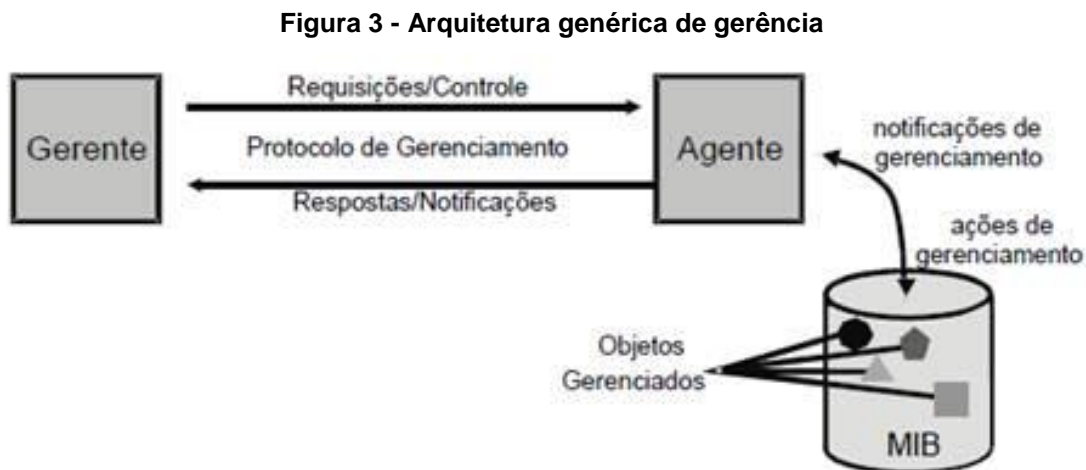 Figura 3 - Arquitetura genérica de gerência
Gerente
Requisições/Controle
Protocolo de Gerenciamento
Respostas/Notificações
Agente
notificações de
gerenciamento
ações de
gerenciamento
Objetos
Gerenciados
MIB